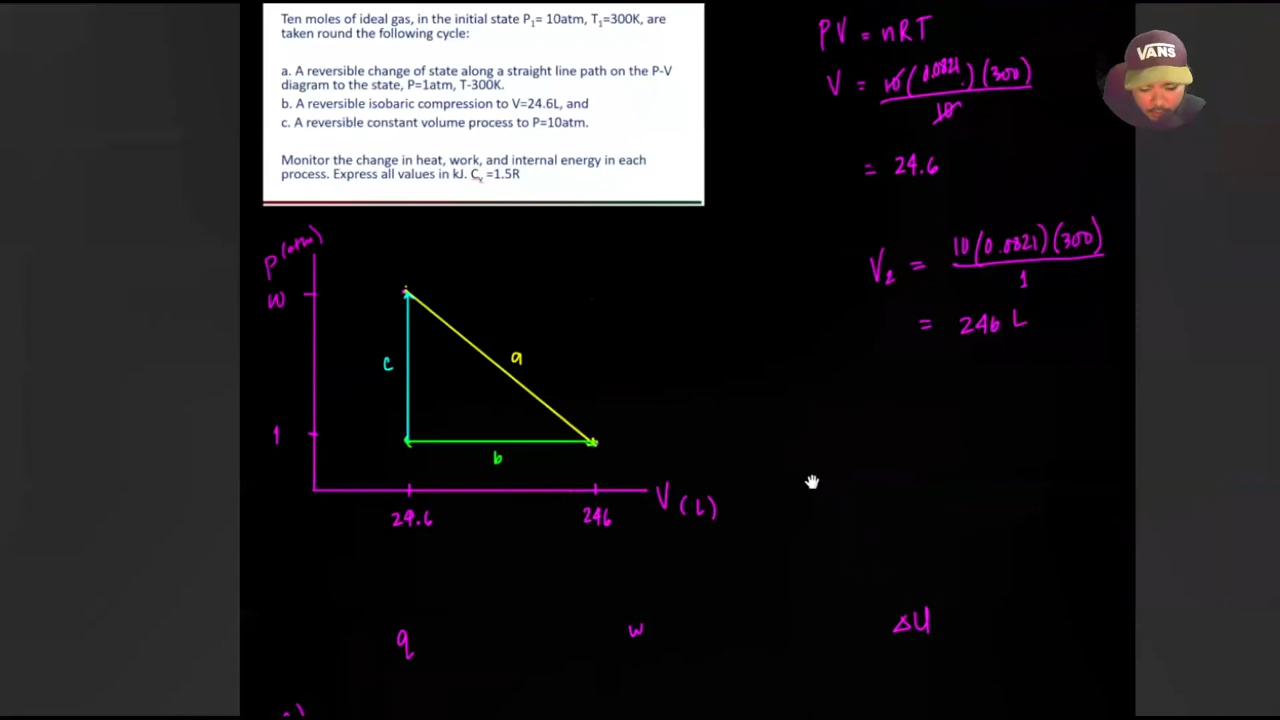 Ten moles of ideal gas, in the initial state P₁= 10atm, T₁=300K, are
taken round the following cycle:
a. A reversible change of state along a straight line path on the P-V
diagram to the state, P=1atm, T-300K.
b. A reversible isobaric compression to V=24.6L, and
c. A reversible constant volume process to P=10atm.
Monitor the change in heat, work, and internal energy in each
process. Express all values in kJ. Cᵥ =1.5R
PV = nRT
V = 10(0.0821)(300)
10
= 24.6
V₂ = 10(0.0821)(300)
1
= 246 L
VANS
P(atm)
10
c
a
1
b
V(L)
24.6
246
q
w
ΔU